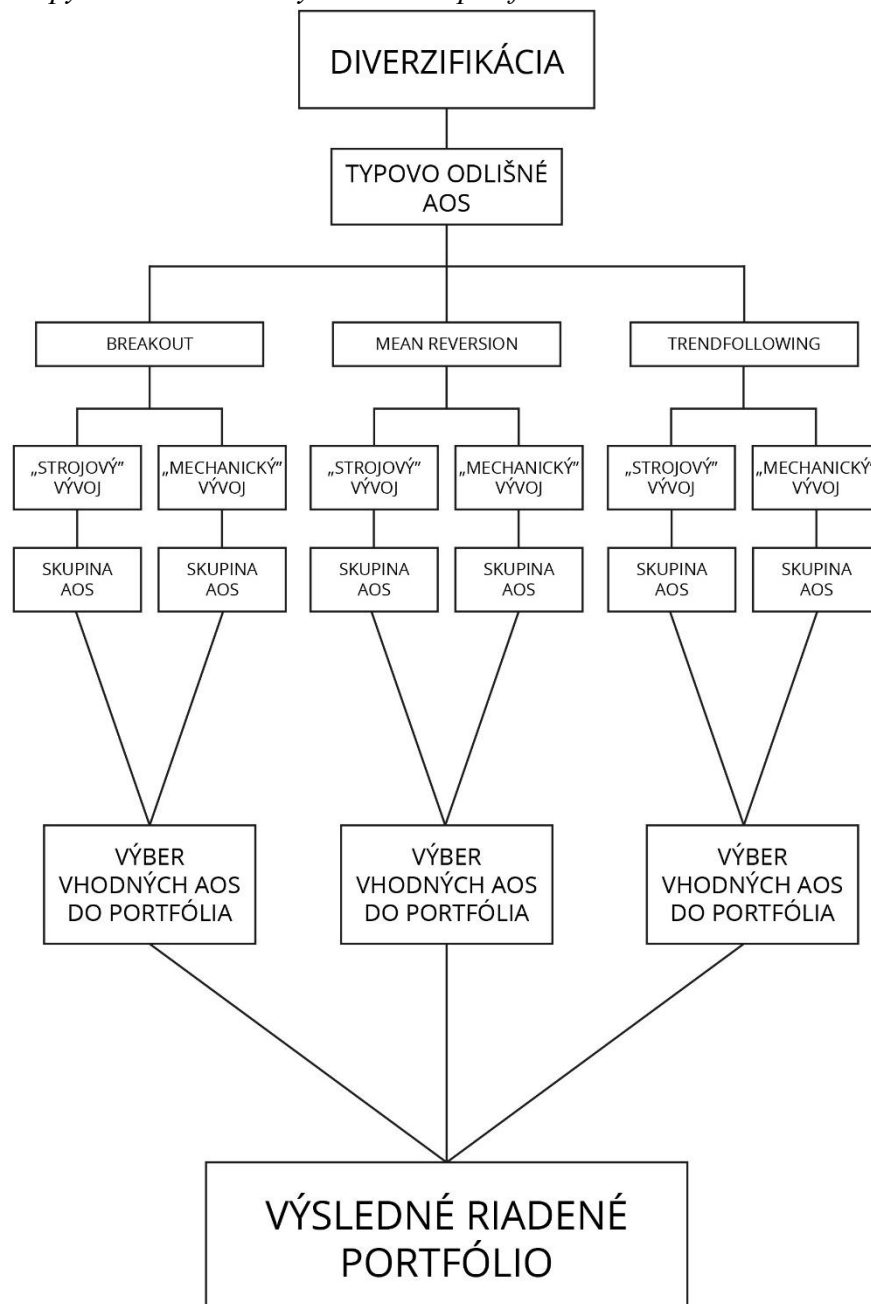 DIVERZIFIKÁCIA
TYPOVO ODLIŠNÉ
AOS
BREAKOUT
MEAN REVERSION
TRENDFOLLOWING
„STROJOVÝ”
VÝVOJ
„MECHANICKÝ”
VÝVOJ
„STROJOVÝ”
VÝVOJ
„MECHANICKÝ”
VÝVOJ
„STROJOVÝ”
VÝVOJ
„MECHANICKÝ”
VÝVOJ
SKUPINA
AOS
SKUPINA
AOS
SKUPINA
AOS
SKUPINA
AOS
SKUPINA
AOS
SKUPINA
AOS
VÝBER
VHODNÝCH AOS
DO PORTFÓLIA
VÝBER
VHODNÝCH AOS
DO PORTFÓLIA
VÝBER
VHODNÝCH AOS
DO PORTFÓLIA
VÝSLEDNÉ RIADENÉ
PORTFÓLIO